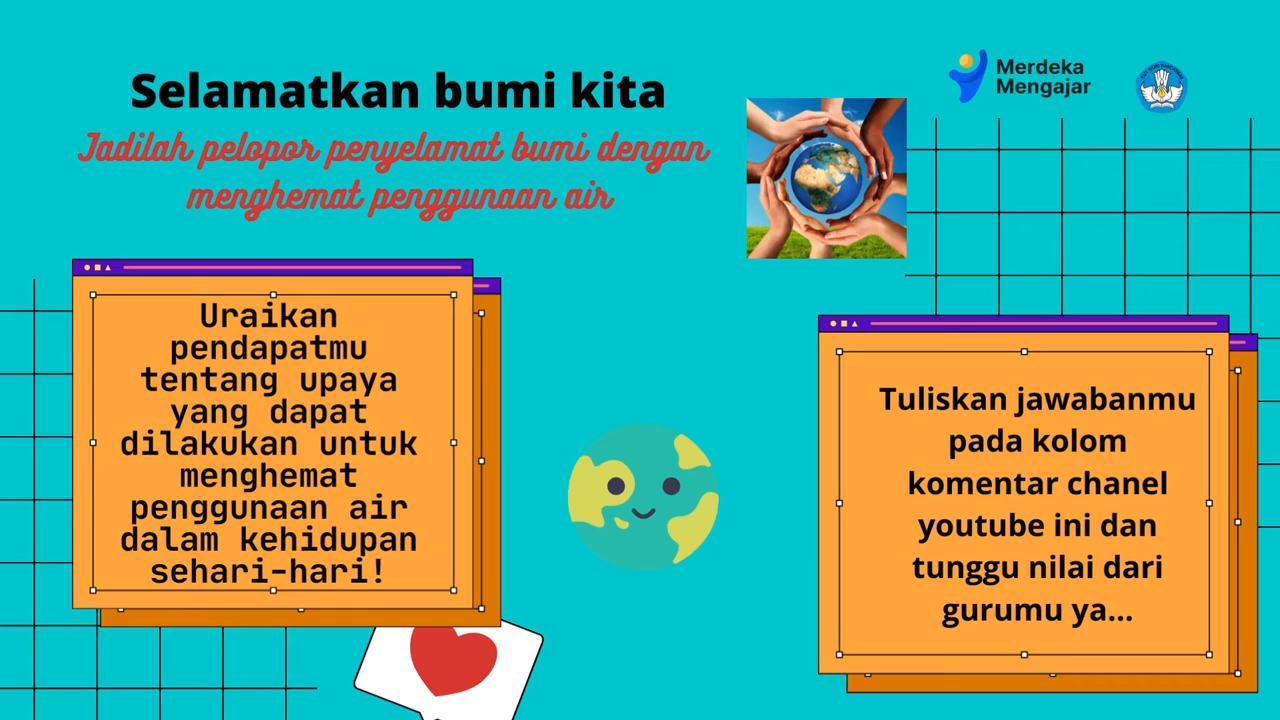 Selamatkan bumi kita
Jadilah pelopor penyelamat bumi dengan
menghemat penggunaan air
Merdeka
Mengajar
Uraikan
pendapatmu
tentang upaya
yang dapat
dilakukan untuk
menghemat
penggunaan air
dalam kehidupan
sehari-hari!
Tuliskan jawabanmu
pada kolom
komentar chanel
youtube ini dan
tunggu nilai dari
gurumu ya...